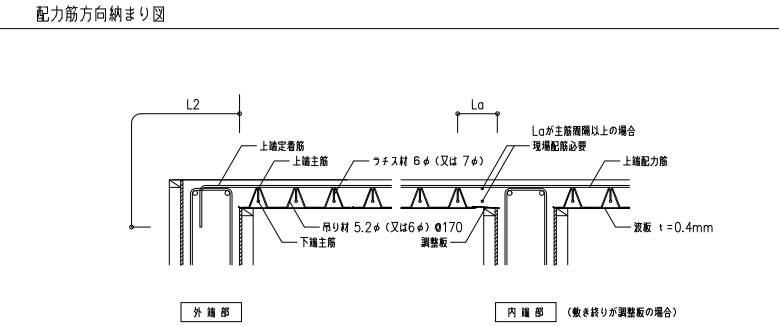 配力筋方向納まり図
L2
La
Laが主筋間隔以上の場合
現場配筋必要
上端定着筋
上端主筋
ラチス材 6φ (又は 7φ)
上端配力筋
吊り材 5.2φ (又は6φ) @170
下端主筋
調整板
波板 t=0.4mm
外端部
内端部 (敷き終りが調整板の場合)